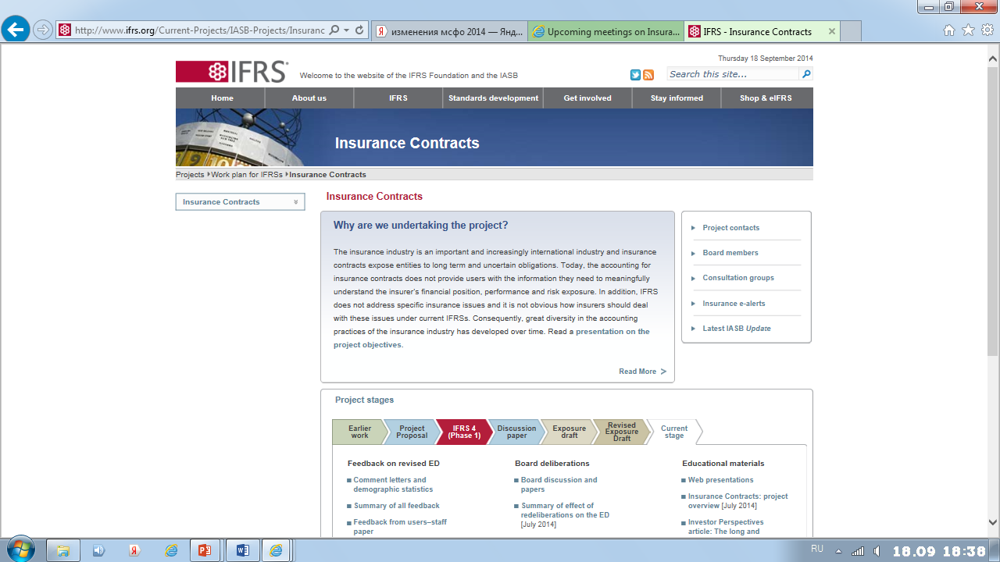 http://www.ifrs.org/Current-Projects/IASB-Projects/Insuranc
изменения мсфо 2014 — Янд...
Upcoming meetings on Insura...
IFRS - Insurance Contracts
Thursday 18 September 2014
IFRS
Welcome to the website of the IFRS Foundation and the IASB
Search this site...
Home
About us
IFRS
Standards development
Get involved
Stay informed
Shop & eIFRS
Insurance Contracts
Projects
Work plan for IFRSs
Insurance Contracts
Insurance Contracts
Insurance Contracts
Why are we undertaking the project?
The insurance industry is an important and increasingly international industry and insurance
contracts expose entities to long term and uncertain obligations. Today, the accounting for
insurance contracts does not provide users with the information they need to meaningfully
understand the insurer's financial position, performance and risk exposure. In addition, IFRS
does not address specific insurance issues and it is not obvious how insurers should deal
with these issues under current IFRSs. Consequently, great diversity in the accounting
practices of the insurance industry has developed over time. Read a presentation on the
project objectives.
Read More >
Project contacts
Board members
Consultation groups
Insurance e-alerts
Latest IASB Update
Project stages
Earlier
work
Project
Proposal
IFRS 4
(Phase 1)
Discussion
paper
Exposure
draft
Revised
Exposure
Draft
Current
stage
Feedback on revised ED
Comment letters and
demographic statistics
Summary of all feedback
Feedback from users–staff
paper
Board deliberations
Board discussion and
papers
Summary of effect of
redeliberations on the ED
[July 2014]
Educational materials
Web presentations
Insurance Contracts: project
overview [July 2014]
Investor Perspectives
article: The long and
RU
18.09 18:38